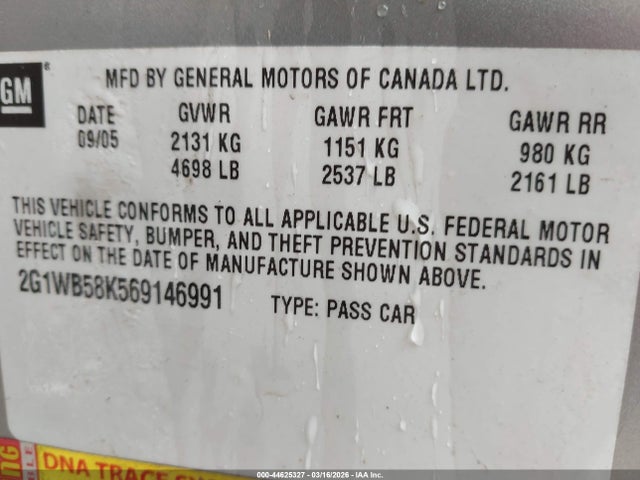 GM®
MFD BY GENERAL MOTORS OF CANADA LTD.
DATE GVWR GAWR FRT GAWR RR
09/05 2131 KG 1151 KG 980 KG
4698 LB 2537 LB 2161 LB
THIS VEHICLE CONFORMS TO ALL APPLICABLE U.S. FEDERAL MOTOR
VEHICLE SAFETY, BUMPER, AND THEFT PREVENTION STANDARDS IN
EFFECT ON THE DATE OF MANUFACTURE SHOWN ABOVE.
2G1WB58K569146991 TYPE: PASS CAR
DNA TRACE
000-44625327 - 03/16/2026 - IAA Inc.